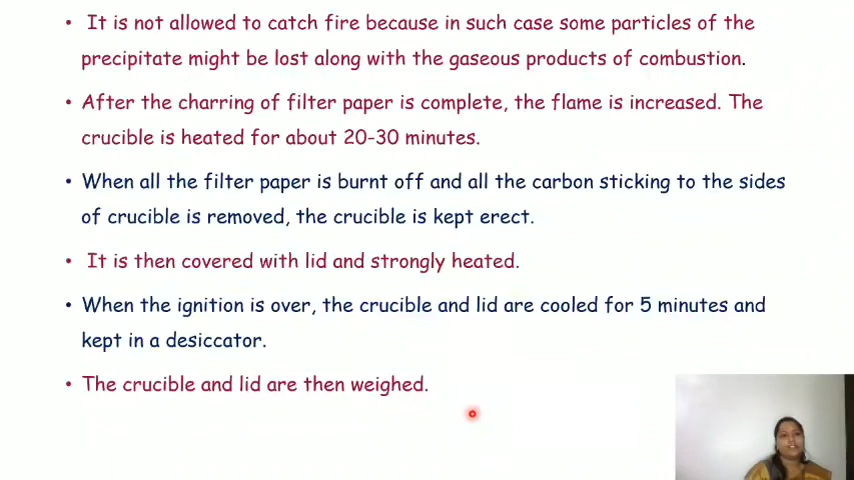 • It is not allowed to catch fire because in such case some particles of the
precipitate might be lost along with the gaseous products of combustion.
• After the charring of filter paper is complete, the flame is increased. The
crucible is heated for about 20-30 minutes.
• When all the filter paper is burnt off and all the carbon sticking to the sides
of crucible is removed, the crucible is kept erect.
• It is then covered with lid and strongly heated.
• When the ignition is over, the crucible and lid are cooled for 5 minutes and
kept in a desiccator.
• The crucible and lid are then weighed.